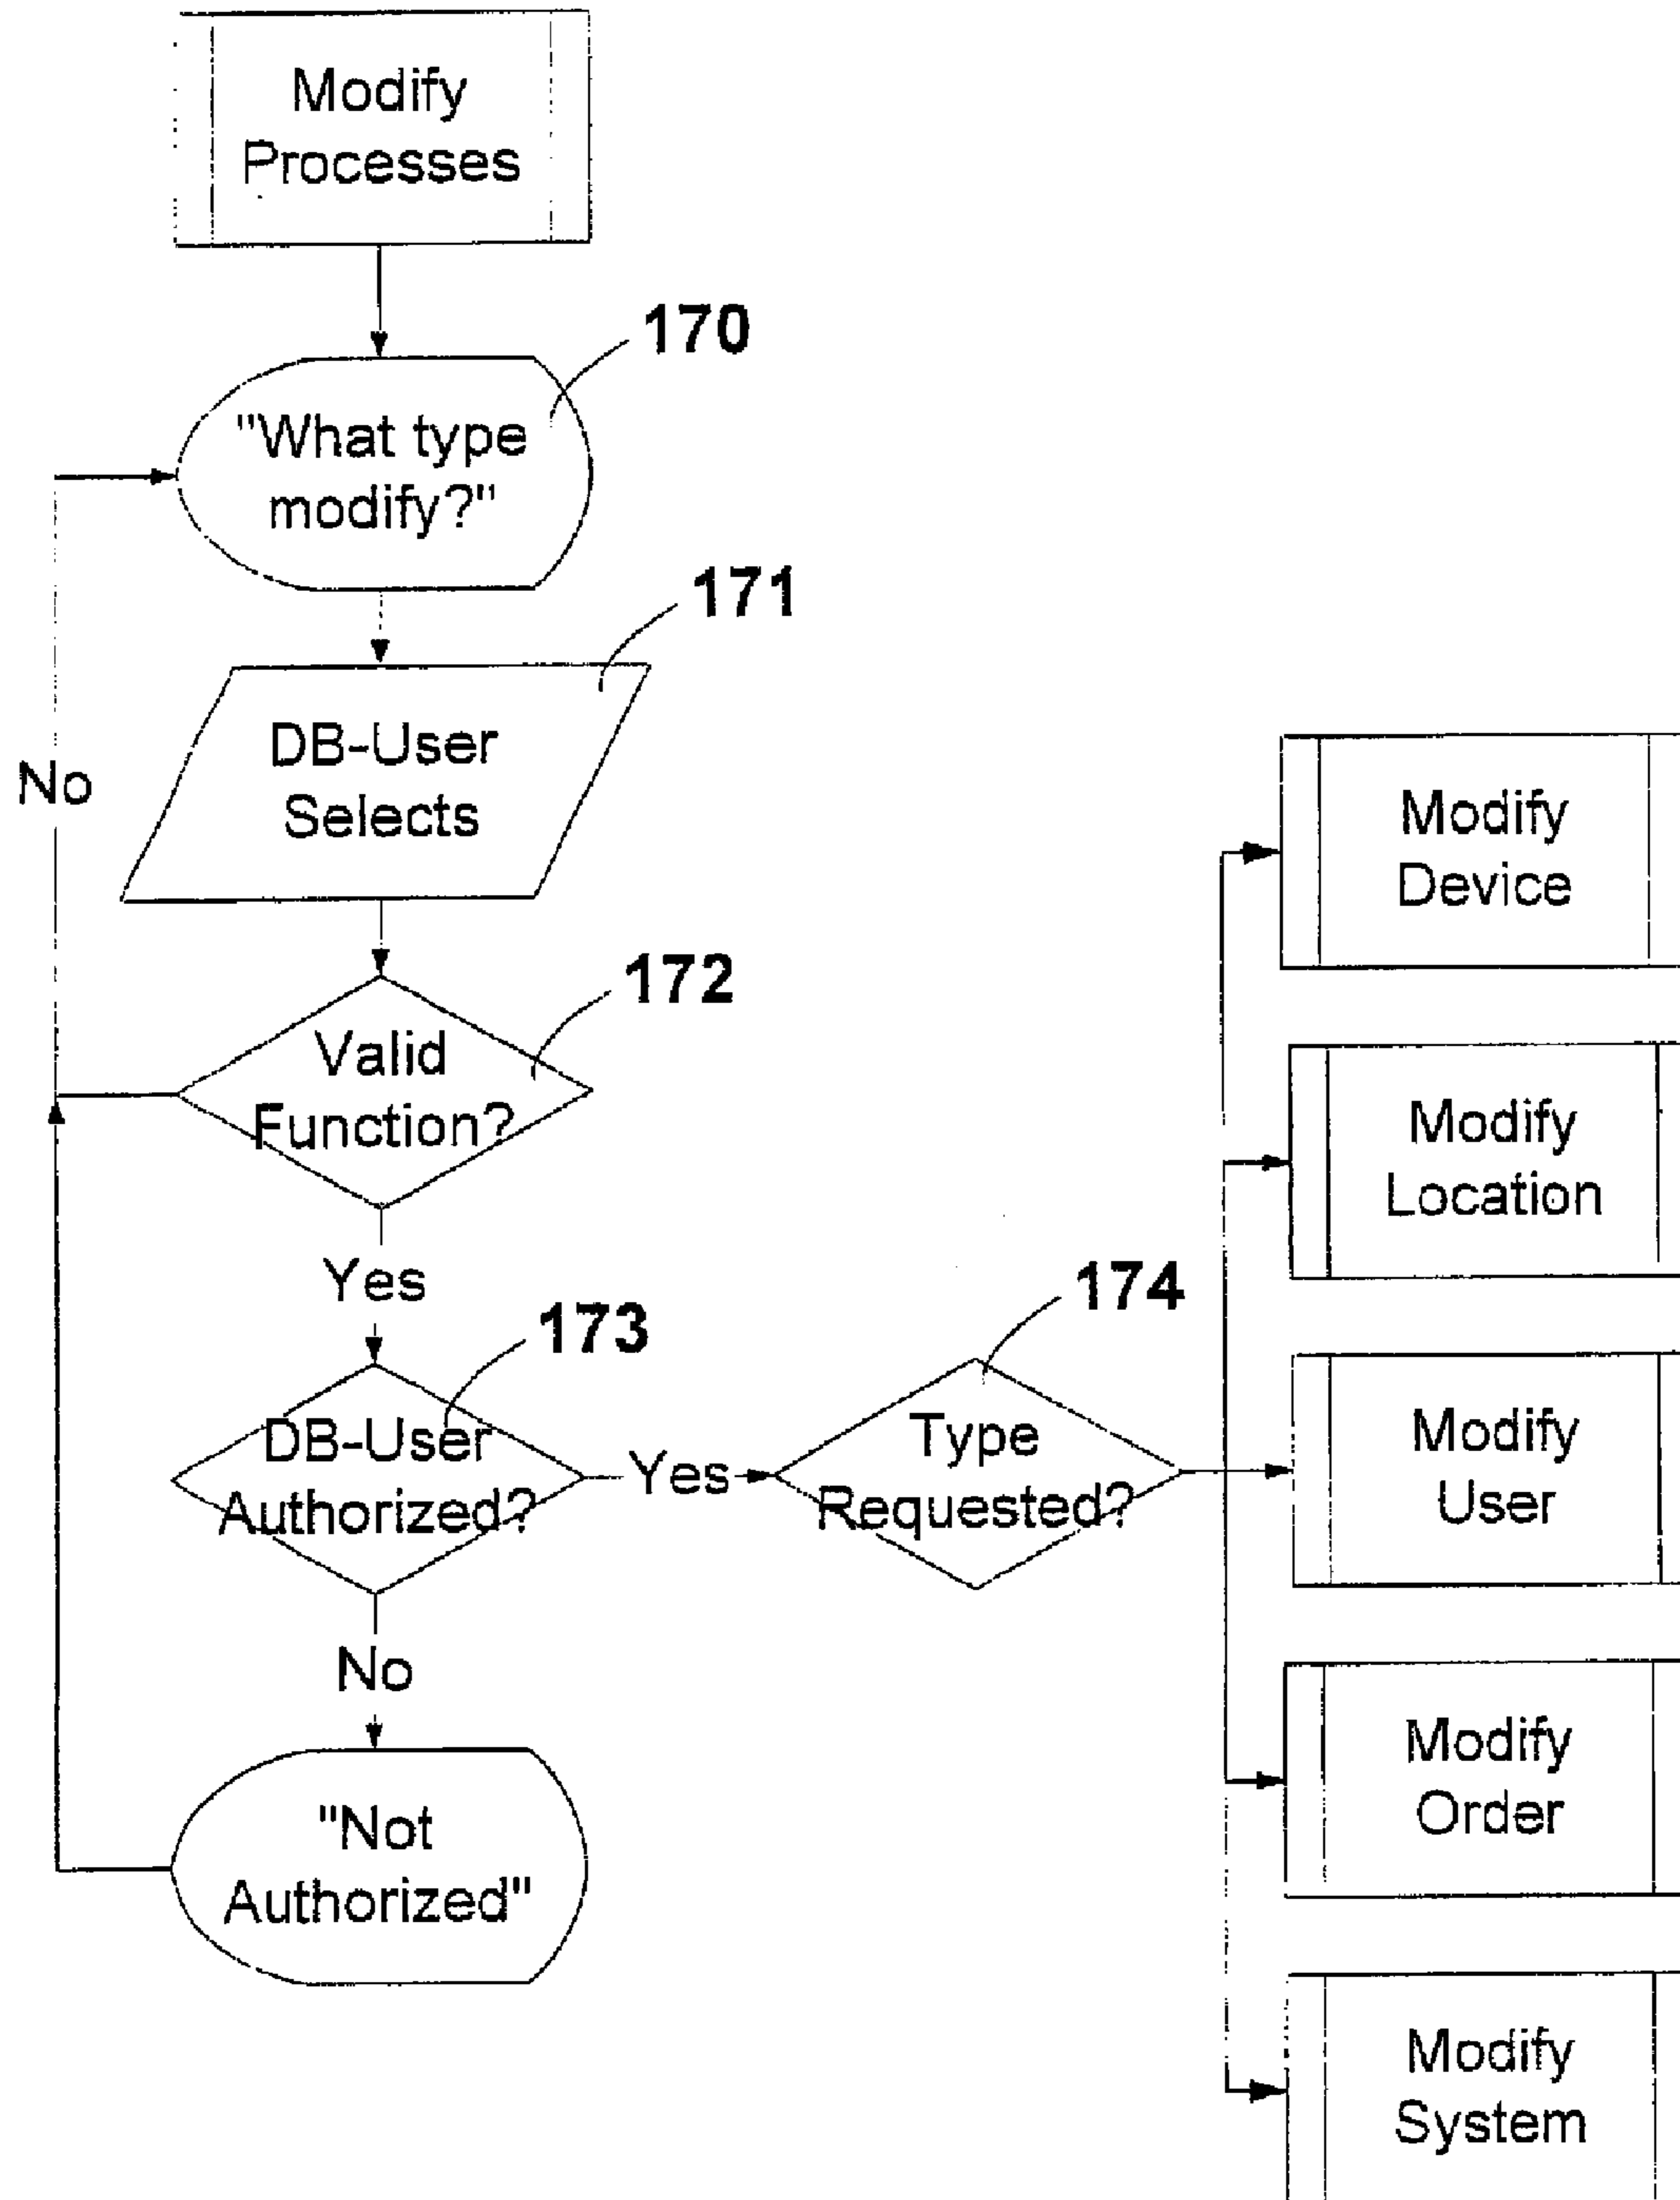 Modify
Processes
170
"What type
modify?"
171
DB-User
Selects
No
172
Valid
Function?
Yes
173
DB-User
Authorized?
Yes
174
Type
Requested?
No
"Not
Authorized"
Modify
Device
Modify
Location
Modify
User
Modify
Order
Modify
System